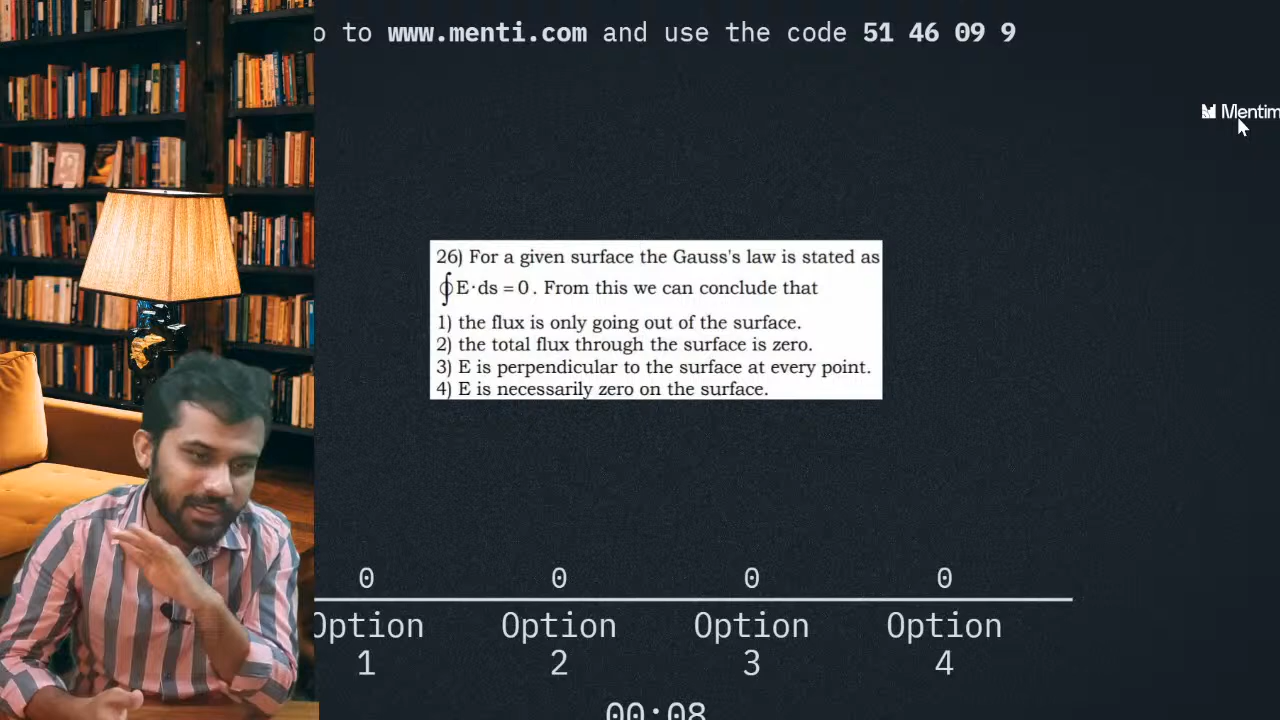 o to www.menti.com and use the code 51 46 09 9
Mentim
26) For a given surface the Gauss's law is stated as
∮E·ds = 0. From this we can conclude that
1) the flux is only going out of the surface.
2) the total flux through the surface is zero.
3) E is perpendicular to the surface at every point.
4) E is necessarily zero on the surface.
0 0 0 0
Option Option Option Option
1 2 3 4
00:08